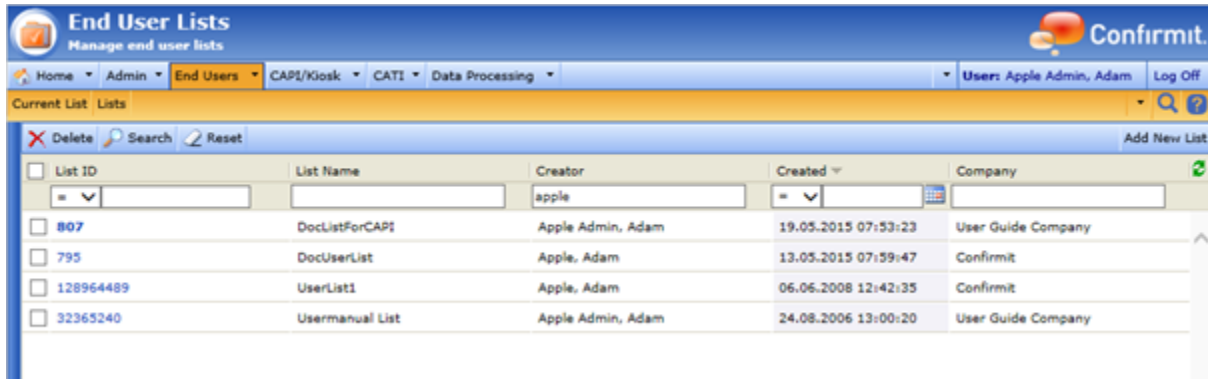 End User Lists
Manage end user lists
Confirmit.
Home Admin End Users CAPI/Kiosk CATI Data Processing User: Apple Admin, Adam Log Off
Current List Lists ?
Delete Search Reset Add New List
List ID List Name Creator Created Company
= apple =
807 DocListForCAPI Apple Admin, Adam 19.05.2015 07:53:23 User Guide Company
795 DocUserList Apple, Adam 13.05.2015 07:59:47 Confirmit
128964489 UserList1 Apple, Adam 06.06.2008 12:42:35 Confirmit
32365240 Usermanual List Apple Admin, Adam 24.08.2006 13:00:20 User Guide Company